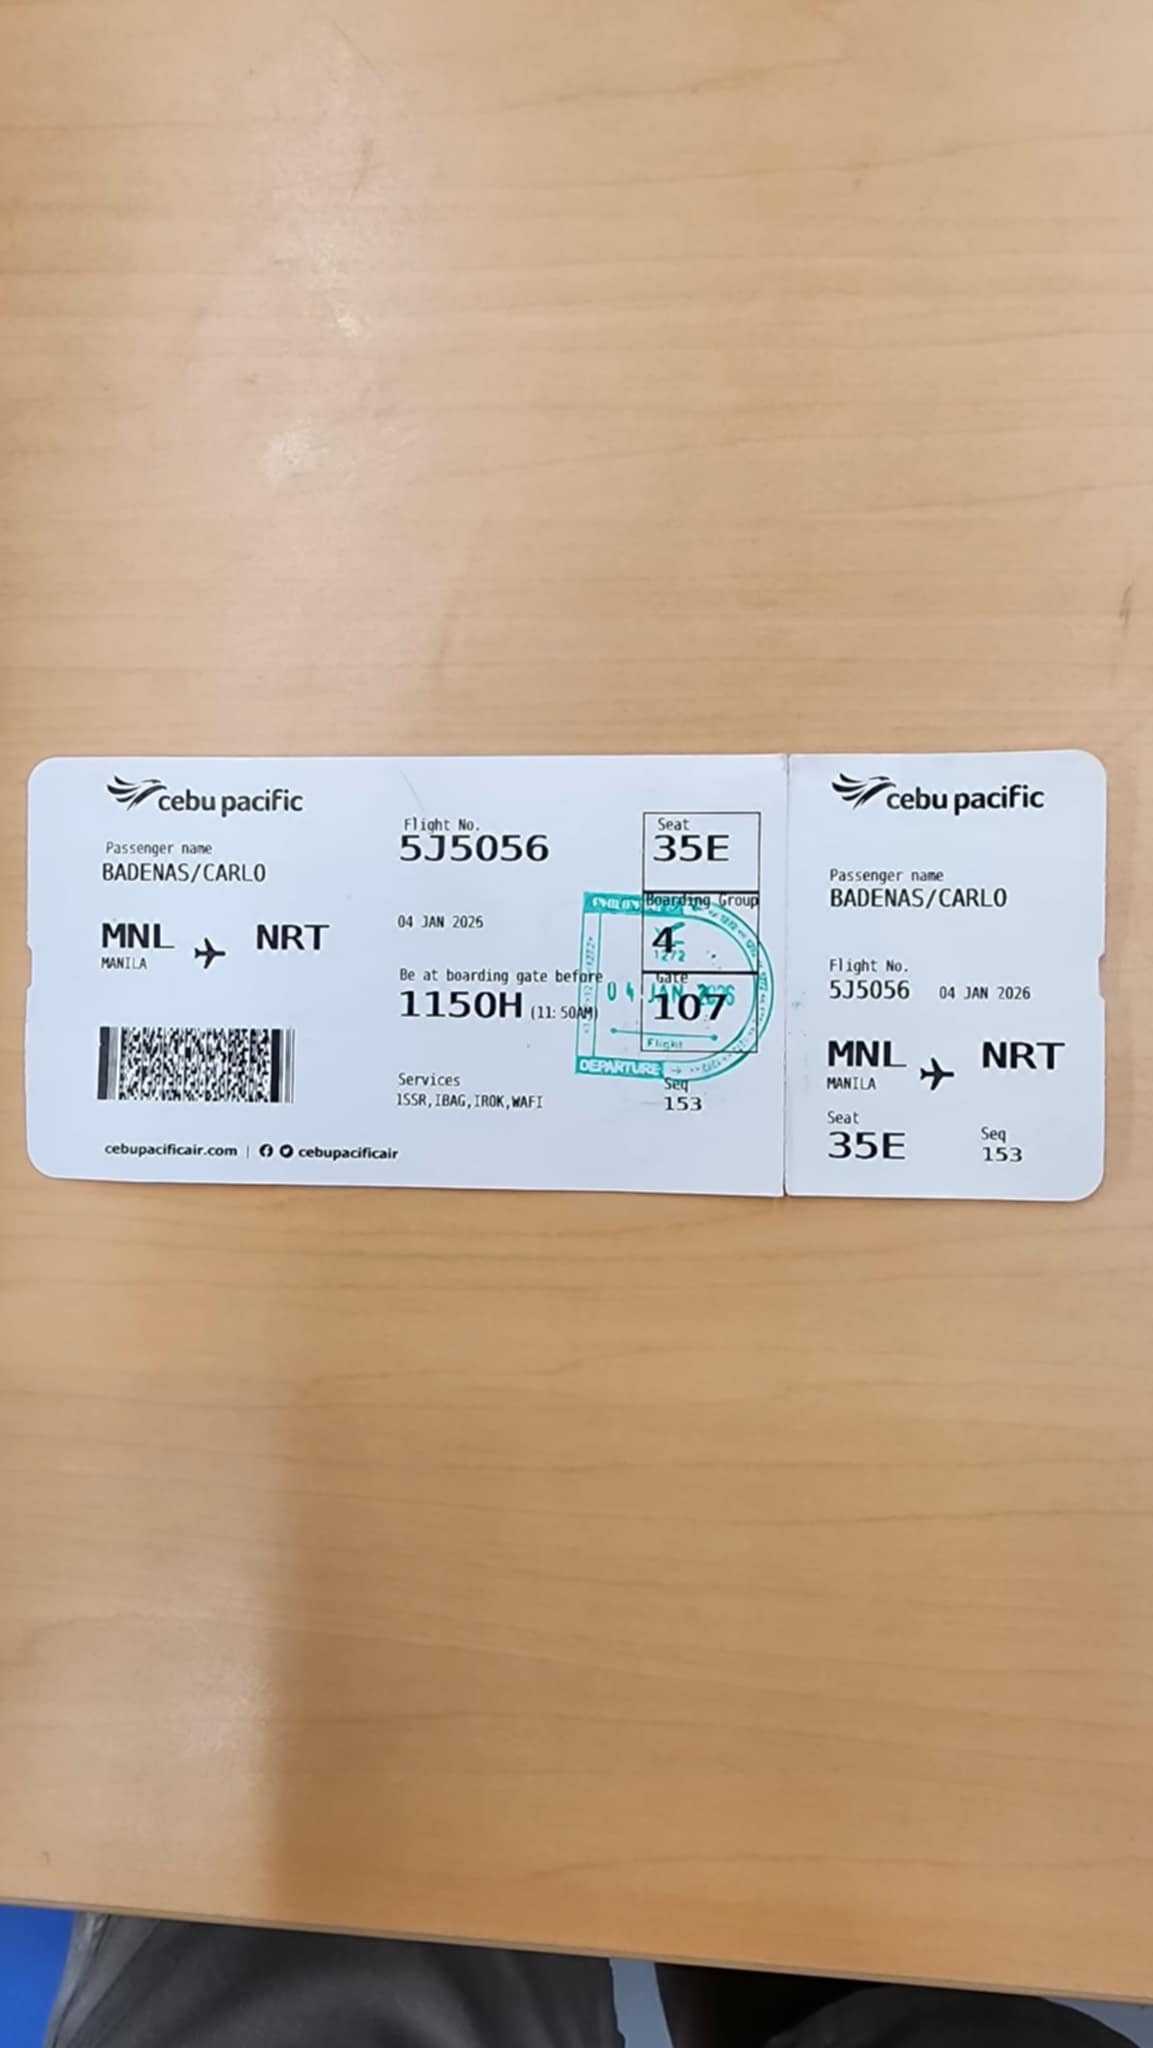 cebu pacific
Passenger name
BADENAS/CARLO
MNL NRT
MANILA
Flight No.
5J5056
04 JAN 2026
Be at boarding gate before
1150H (11:50AM)
Services
1SSR,IBAG,IROK,WAFI
Seat
35E
Boarding Group
4
1272
Gate
107
04 JAN 2026
Flight
DEPARTURE
Seq
153
cebupacificair.com | cebupacificair
cebu pacific
Passenger name
BADENAS/CARLO
Flight No.
5J5056 04 JAN 2026
MNL NRT
MANILA
Seat
35E
Seq
153